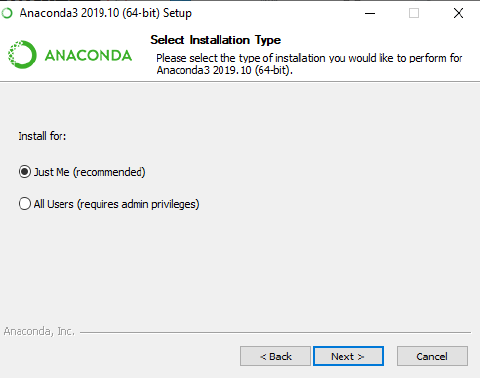 Anaconda3 2019.10 (64-bit) Setup
ANACONDA
Select Installation Type
Please select the type of installation you would like to perform for
Anaconda3 2019.10 (64-bit).
Install for:
Just Me (recommended)
All Users (requires admin privileges)
Anaconda, Inc.
< Back Next > Cancel